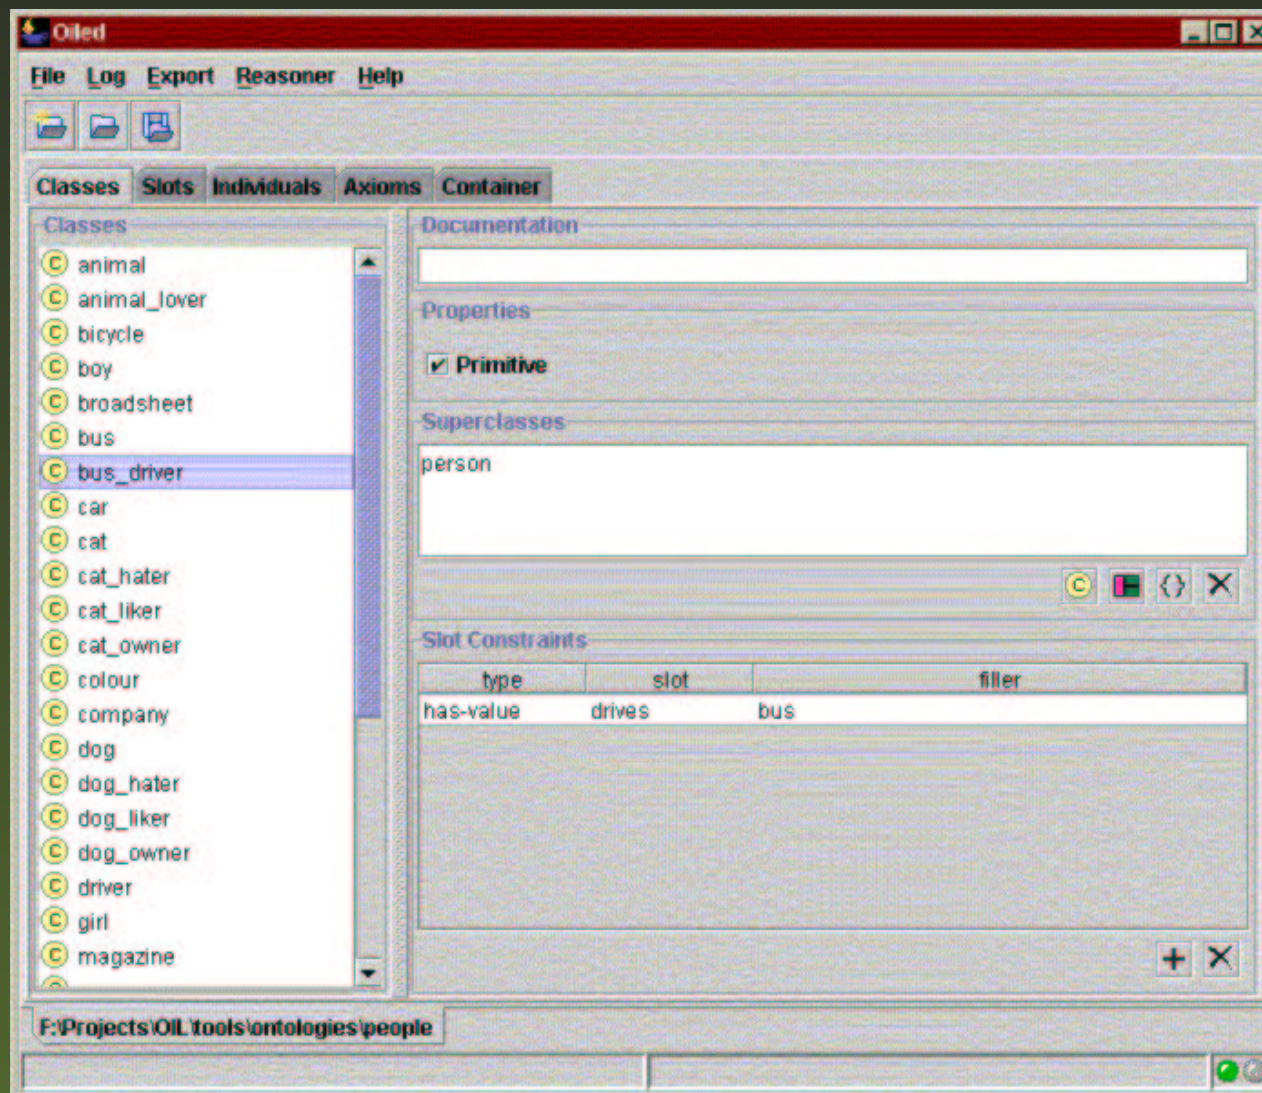 Oiled
File Log Export Reasoner Help
Classes Slots Individuals Axioms Container
Classes
animal
animal_lover
bicycle
boy
broadsheet
bus
bus_driver
car
cat
cat_hater
cat_liker
cat_owner
colour
company
dog
dog_hater
dog_liker
dog_owner
driver
girl
magazine
Documentation
Properties
Primitive
Superclasses
person
C {}
Slot Constraints
type slot filler
has-value drives bus
F:\Projects\OIL\tools\ontologies\people